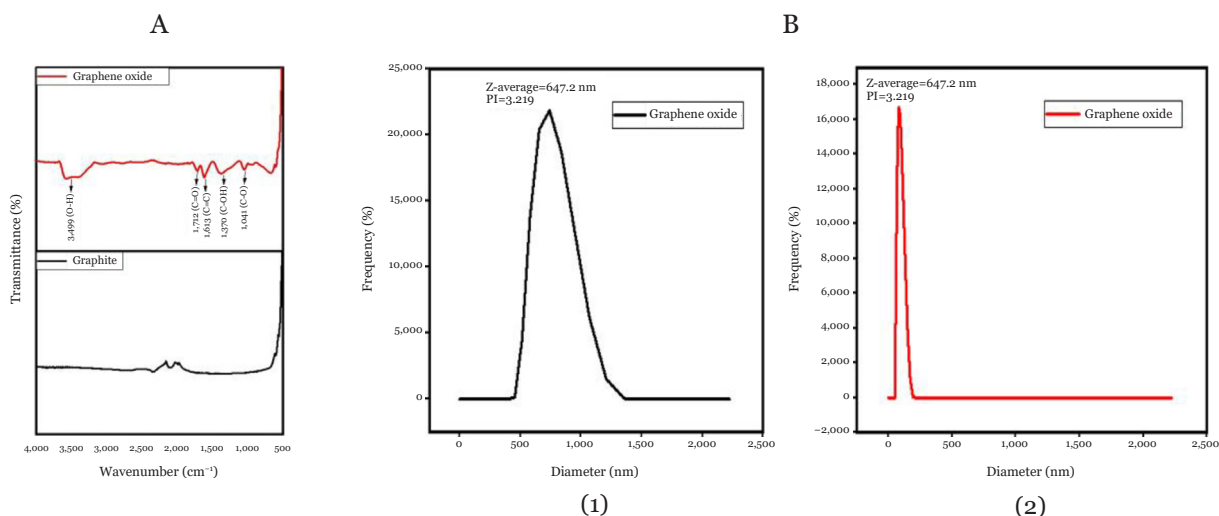 A
Graphene oxide
3,499 (O-H)
1,712 (C=O)
1,613 (C=C)
1,370 (C-OH)
1,041 (C-O)
Graphite
Transmittance (%)
4,000 3,500 2,500 2,000 1,000 500
Wavenumber (cm⁻¹)
B
25,000
20,000
15,000
10,000
5,000
0
Frequency (%)
Z-average=647.2 nm
PI=3.219
Graphene oxide
0 500 1,000 1,500 2,000 2,500
Diameter (nm)
(1)
18,000
16,000
14,000
12,000
10,000
8,000
6,000
4,000
2,000
0
−2,000
Frequency (%)
Z-average=647.2 nm
PI=3.219
Graphene oxide
0 500 1,000 1,500 2,000 2,500
Diameter (nm)
(2)